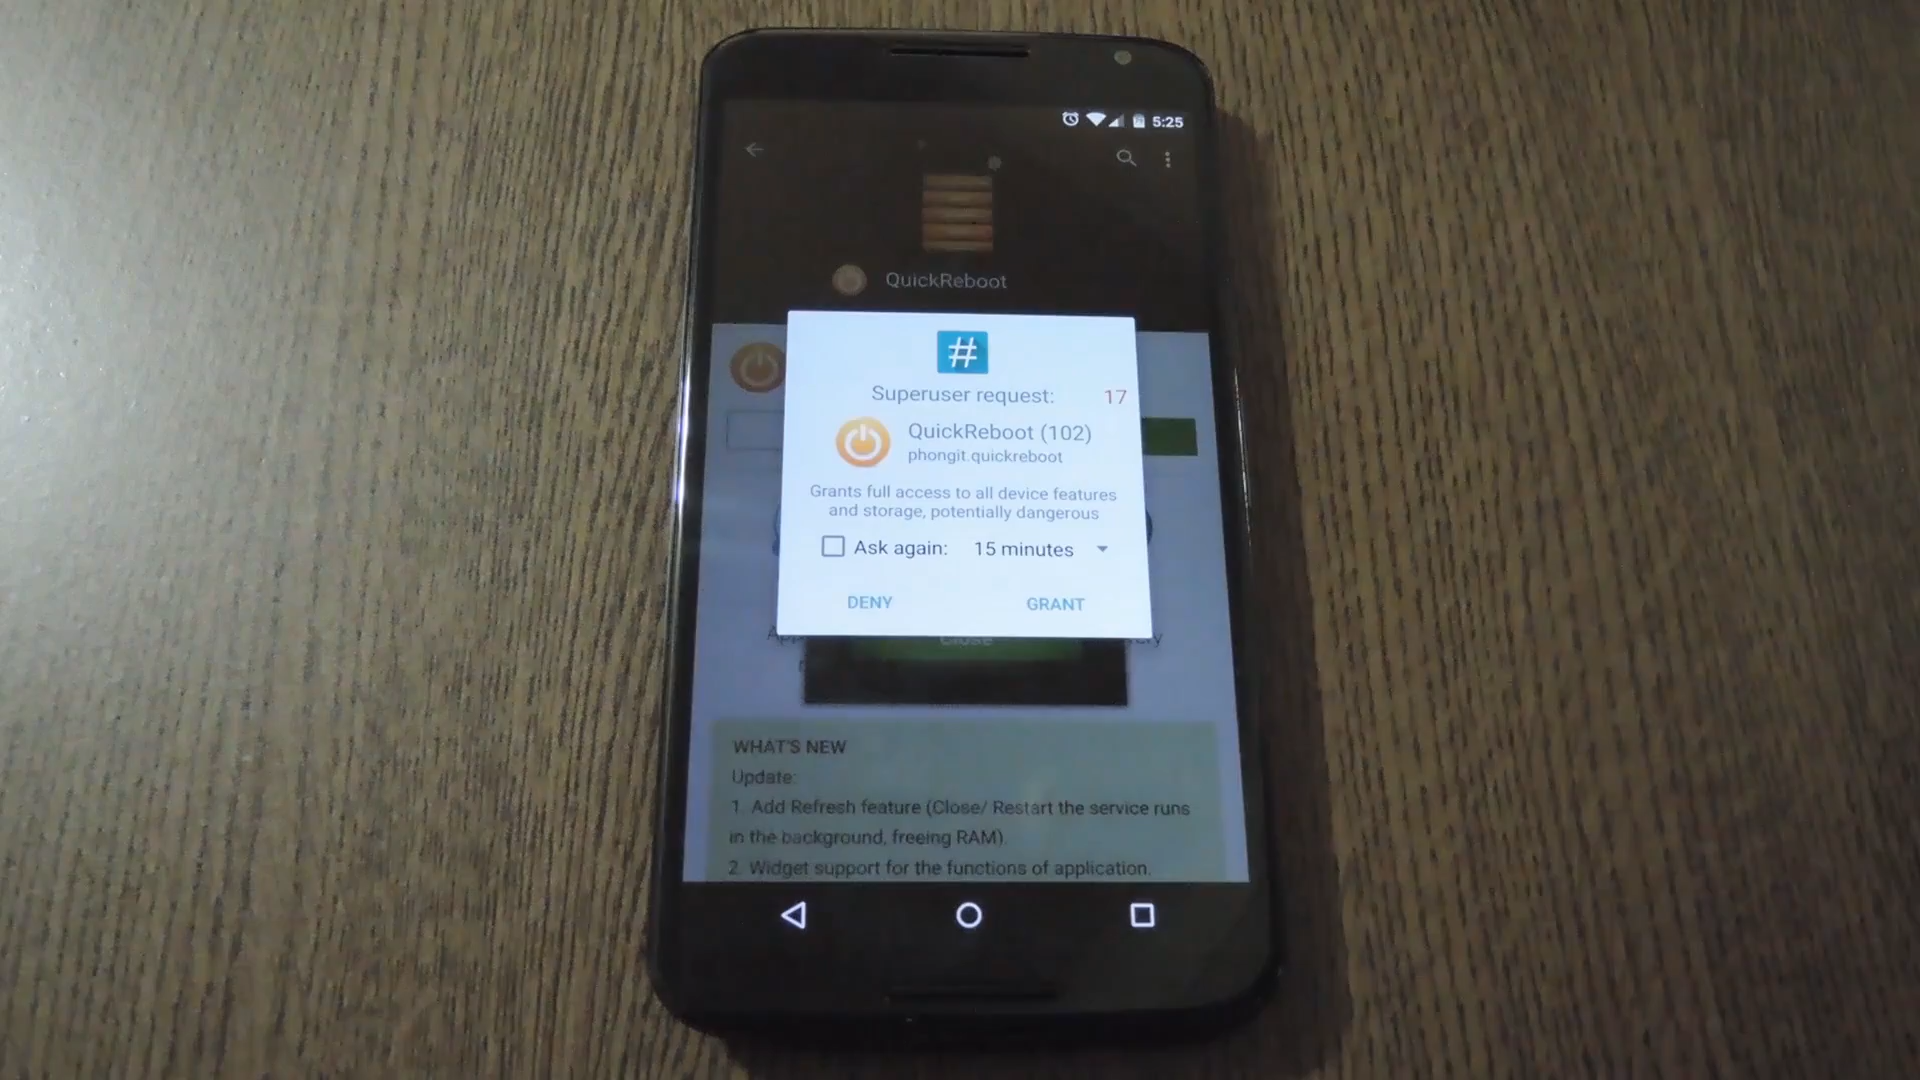 5:25
QuickReboot
#
Superuser request: 17
QuickReboot (102)
phongit.quickreboot
Grants full access to all device features
and storage, potentially dangerous
Ask again: 15 minutes
DENY GRANT
Close
WHAT'S NEW
Update:
1. Add Refresh feature (Close/ Restart the service runs
in the background, freeing RAM).
2. Widget support for the functions of application.